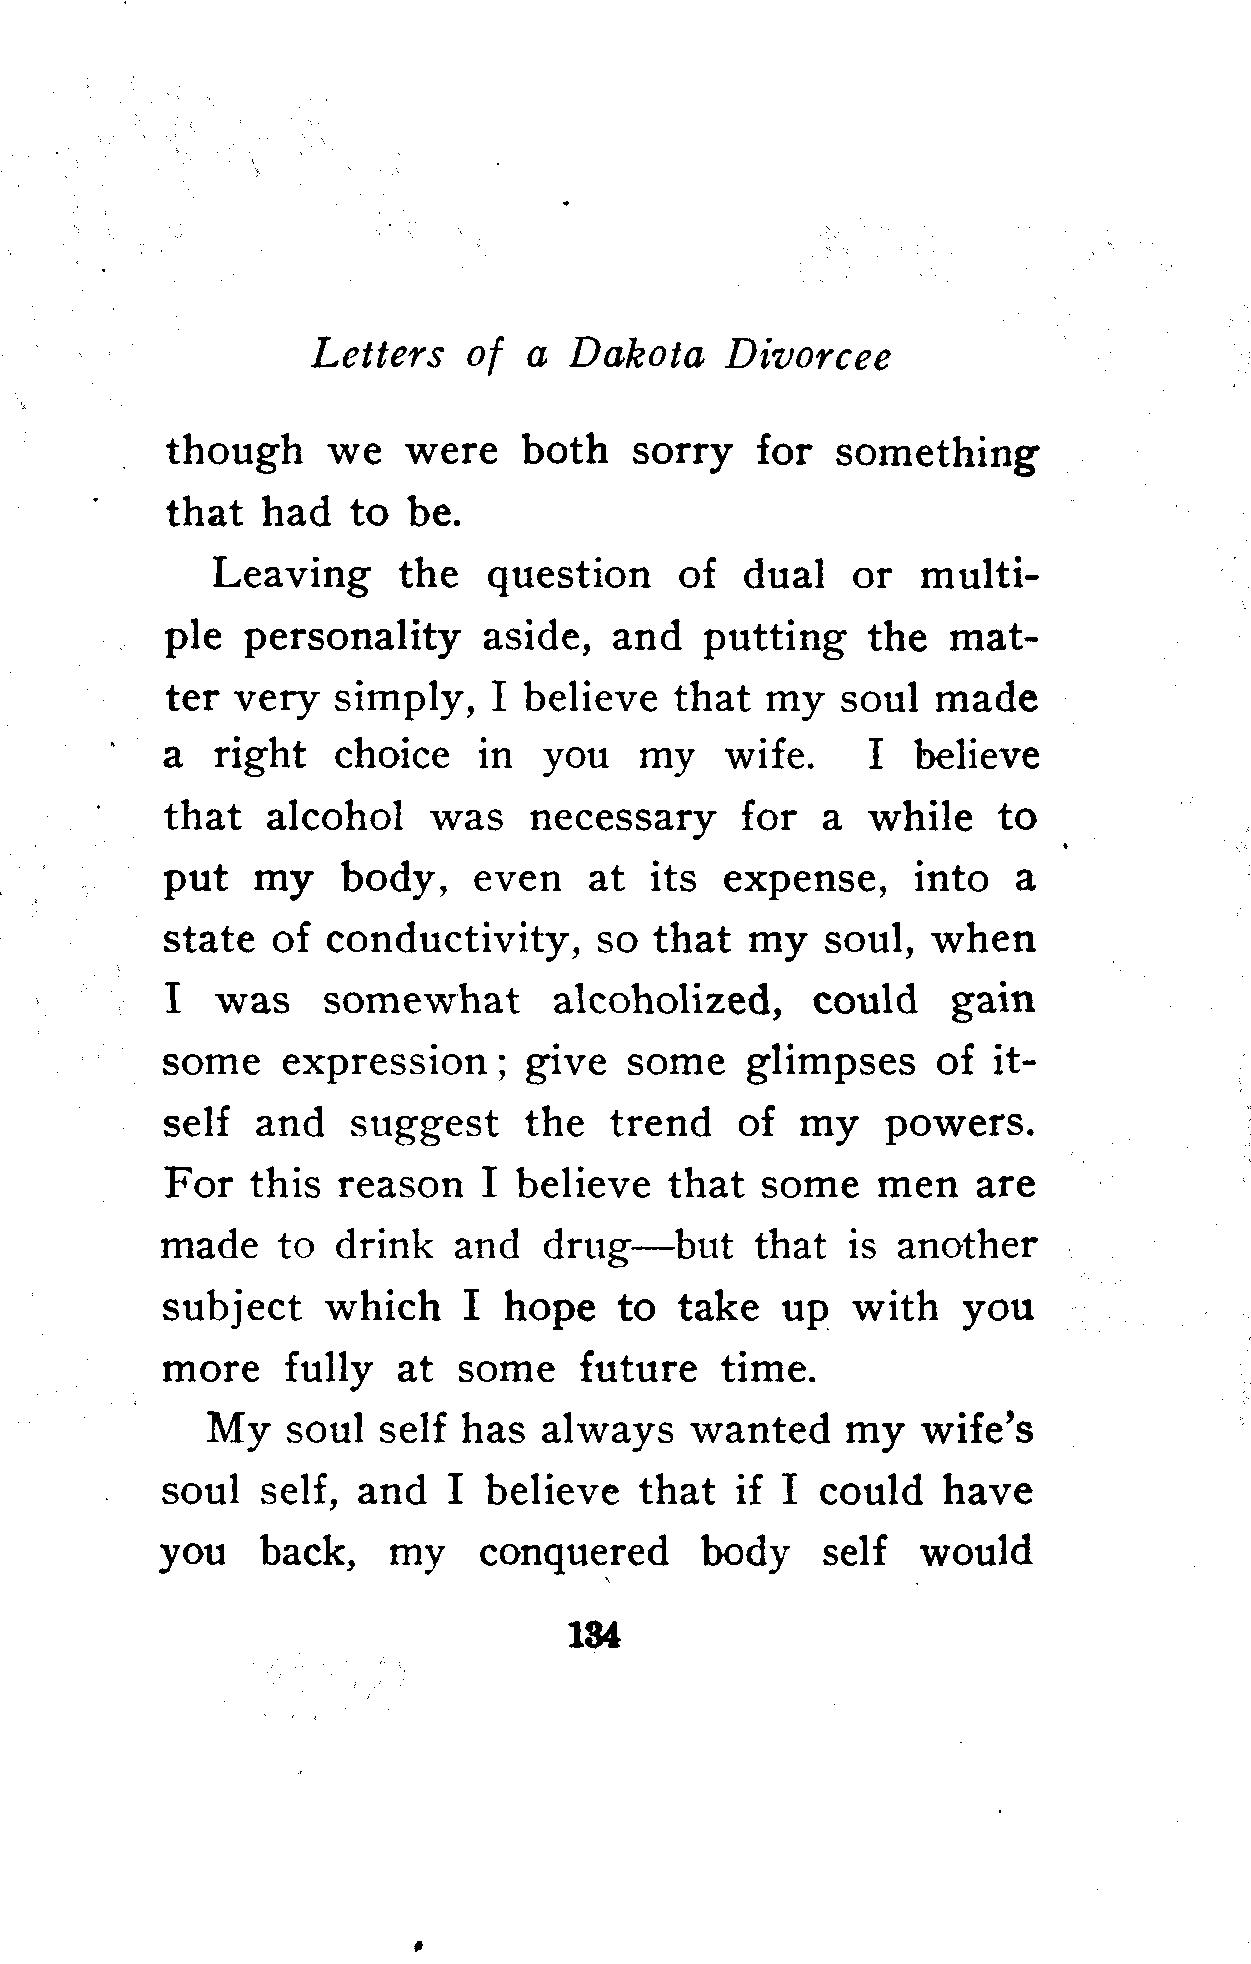 Letters of a Dakota Divorcee
though we were both sorry for something
that had to be.
Leaving the question of dual or multi-
ple personality aside, and putting the mat-
ter very simply, I believe that my soul made
a right choice in you my wife. I believe
that alcohol was necessary for a while to
put my body, even at its expense, into a
state of conductivity, so that my soul, when
I was somewhat alcoholized, could gain
some expression; give some glimpses of it-
self and suggest the trend of my powers.
For this reason I believe that some men are
made to drink and drug—but that is another
subject which I hope to take up with you
more fully at some future time.
My soul self has always wanted my wife's
soul self, and I believe that if I could have
you back, my conquered body self would
134